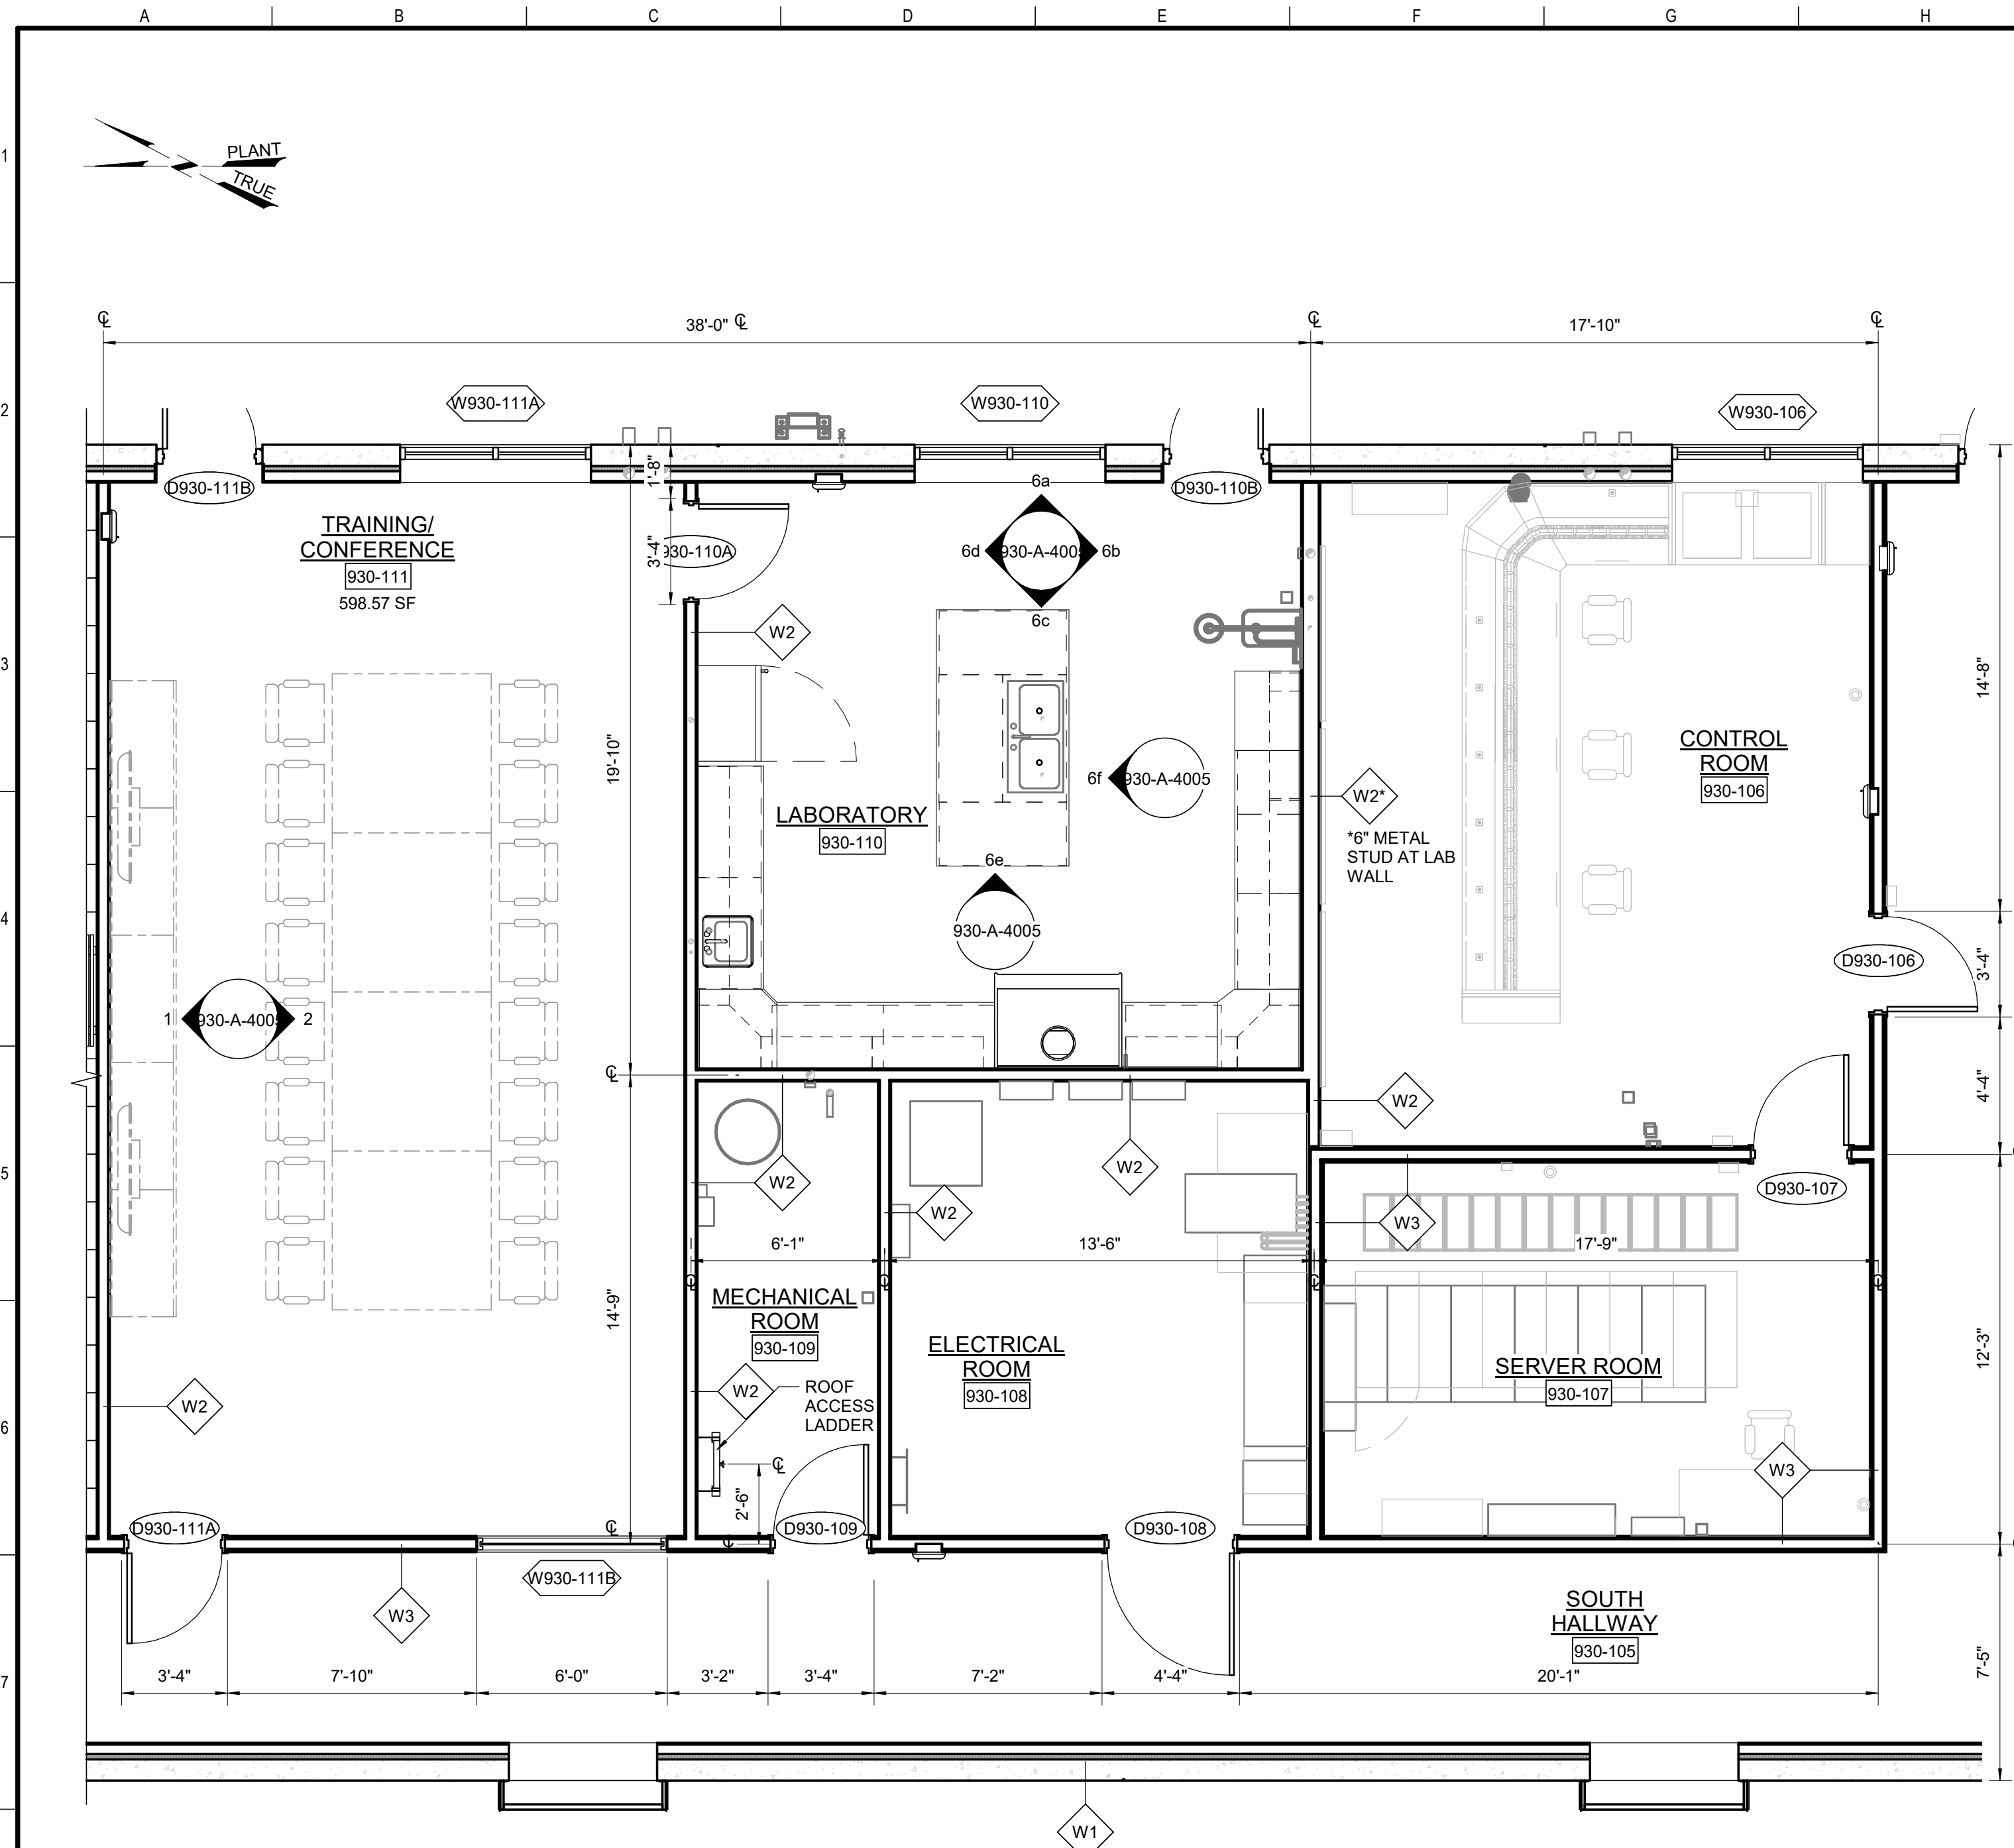 A B C D E F G H
1
PLANT
TRUE
38'-0"
17'-10"
2
W930-111A
W930-110
W930-106
D930-111B
1'-8"
6a
D930-110B
TRAINING/
CONFERENCE
930-111
598.57 SF
3'-4"
930-110A
6d
930-A-4005
6b
6c
W2
3
14'-8"
CONTROL
ROOM
930-106
19'-10"
6f
930-A-4005
W2*
*6" METAL
STUD AT LAB
WALL
LABORATORY
930-110
6e
930-A-4005
4
D930-106
3'-4"
1
930-A-4005
2
4'-4"
W2
5
W2
W2
W2
W3
D930-107
6'-1"
13'-6"
17'-9"
14'-9"
MECHANICAL
ROOM
930-109
ELECTRICAL
ROOM
930-108
SERVER ROOM
930-107
12'-3"
W2
W2
ROOF
ACCESS
LADDER
6
W3
2'-6"
D930-111A
D930-109
D930-108
W930-111B
W3
SOUTH
HALLWAY
930-105
7
3'-4"
7'-10"
6'-0"
3'-2"
3'-4"
7'-2"
4'-4"
20'-1"
7'-5"
W1